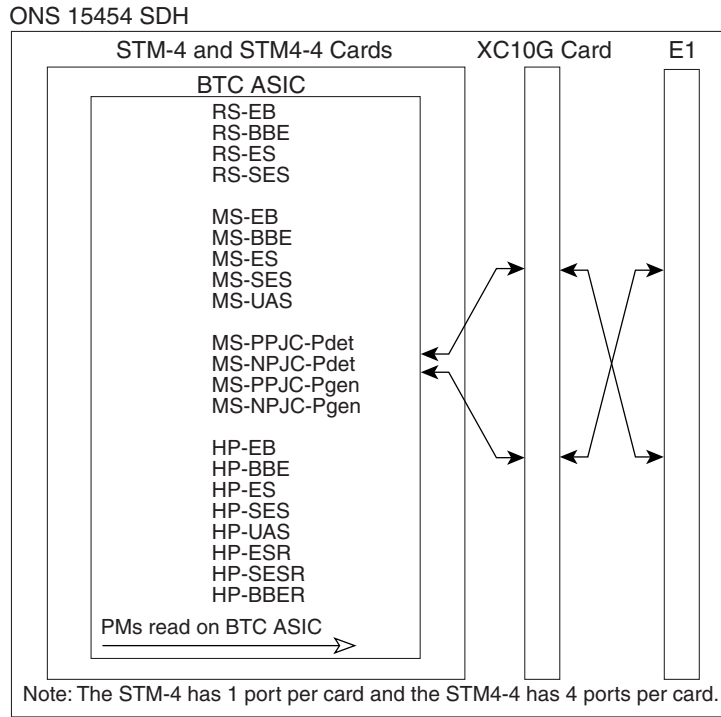 ONS 15454 SDH
STM-4 and STM4-4 Cards
XC10G Card
E1
BTC ASIC
RS-EB
RS-BBE
RS-ES
RS-SES
MS-EB
MS-BBE
MS-ES
MS-SES
MS-UAS
MS-PPJC-Pdet
MS-NPJC-Pdet
MS-PPJC-Pgen
MS-NPJC-Pgen
HP-EB
HP-BBE
HP-ES
HP-SES
HP-UAS
HP-ESR
HP-SESR
HP-BBER
PMs read on BTC ASIC
Note: The STM-4 has 1 port per card and the STM4-4 has 4 ports per card.